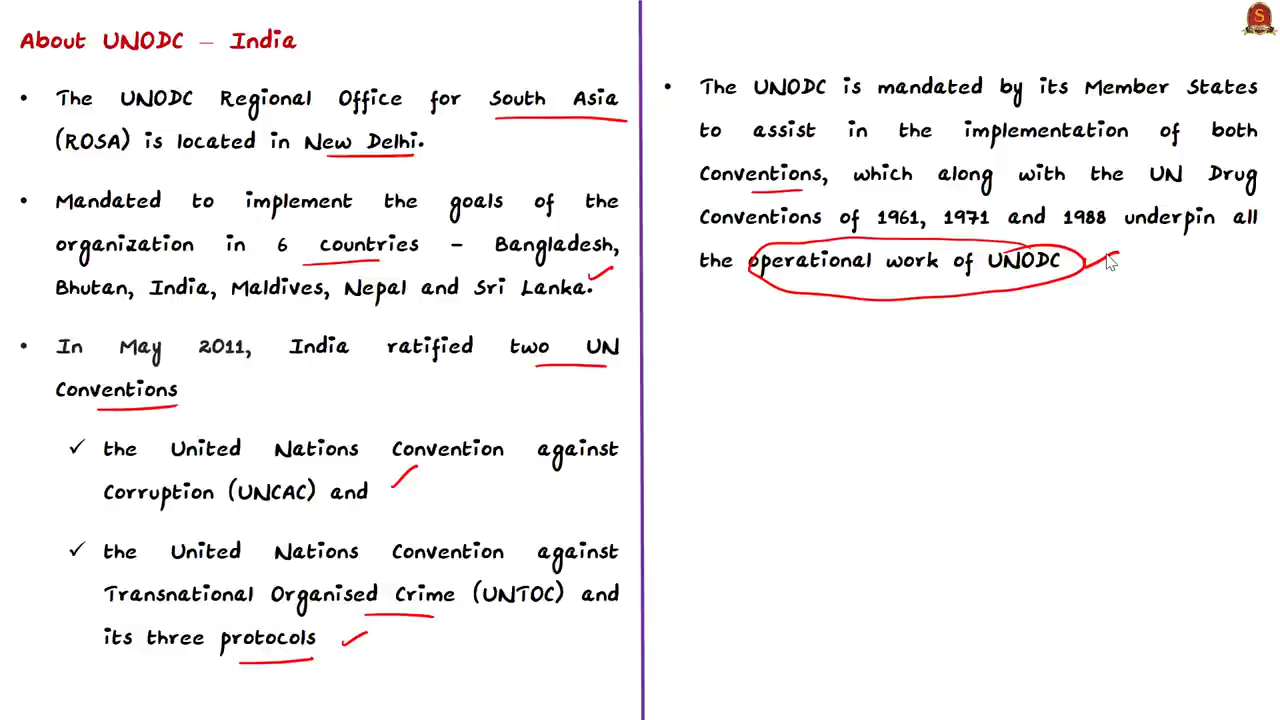 About UNODC – India
• The UNODC Regional Office for South Asia
(ROSA) is located in New Delhi.
• Mandated to implement the goals of the
organization in 6 countries – Bangladesh,
Bhutan, India, Maldives, Nepal and Sri Lanka.
• In May 2011, India ratified two UN
Conventions
✓ the United Nations Convention against
Corruption (UNCAC) and
✓ the United Nations Convention against
Transnational Organised Crime (UNTOC) and
its three protocols
• The UNODC is mandated by its Member States
to assist in the implementation of both
Conventions, which along with the UN Drug
Conventions of 1961, 1971 and 1988 underpin all
the operational work of UNODC